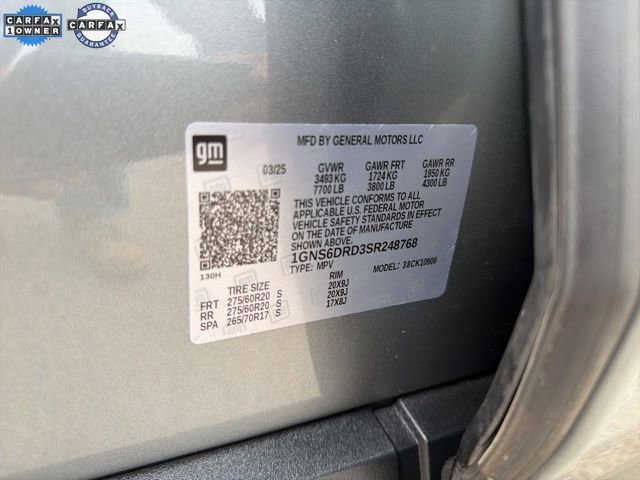 CARFAX
1 OWNER
BUYBACK
CARFAX
GUARANTEE
gm
MFD BY GENERAL MOTORS LLC
03/25 GVWR GAWR FRT GAWR RR
3493 KG 1724 KG 1950 KG
7700 LB 3800 LB 4300 LB
THIS VEHICLE CONFORMS TO ALL
APPLICABLE U.S. FEDERAL MOTOR
VEHICLE SAFETY STANDARDS IN EFFECT
ON THE DATE OF MANUFACTURE
SHOWN ABOVE.
1GNS6DRD3SR248768
TYPE: MPV MODEL: 38CK10906
130H
TIRE SIZE RIM
FRT 275/60R20 S 20X9J
RR 275/60R20 S 20X9J
SPA 265/70R17 S 17X8J